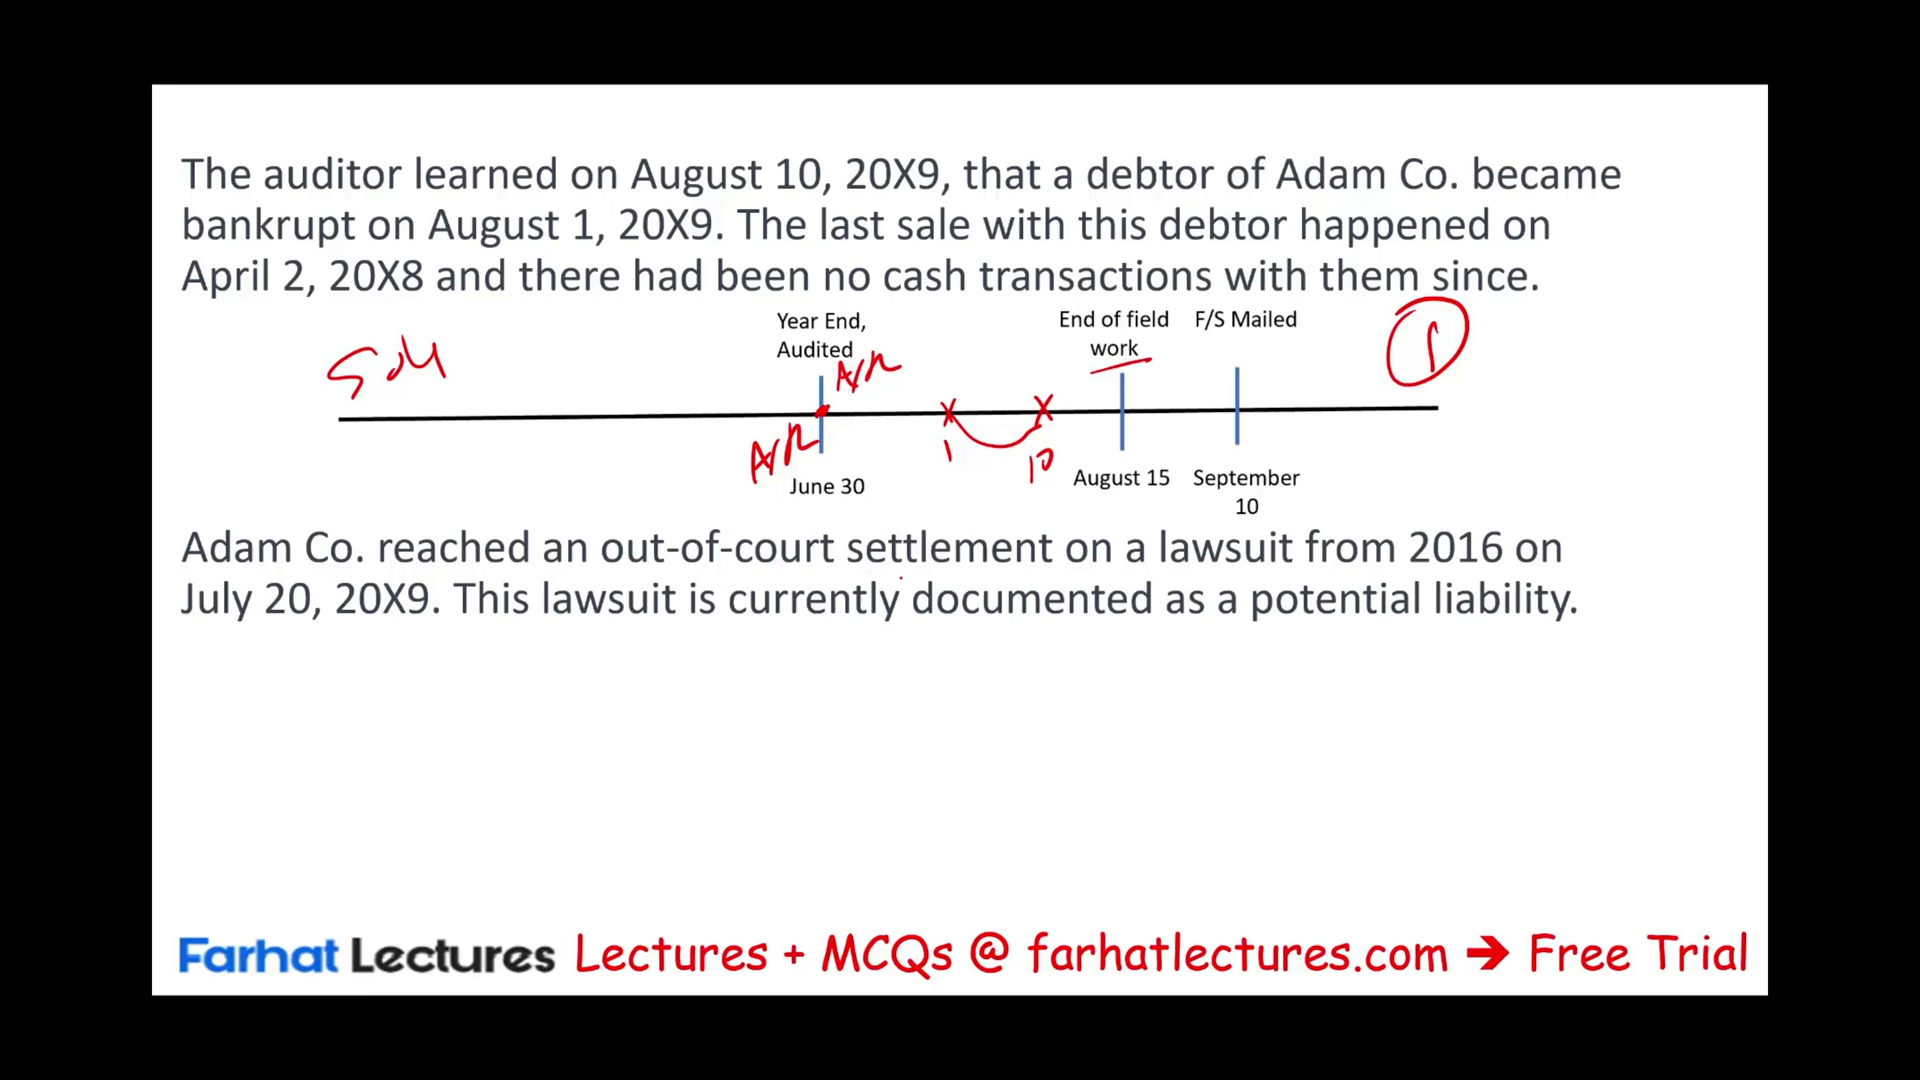 The auditor learned on August 10, 20X9, that a debtor of Adam Co. became
bankrupt on August 1, 20X9. The last sale with this debtor happened on
April 2, 20X8 and there had been no cash transactions with them since.
Year End,
Audited
End of field
work
F/S Mailed
1
A/R
A/R
1
10
June 30
August 15
September
10
Adam Co. reached an out-of-court settlement on a lawsuit from 2016 on
July 20, 20X9. This lawsuit is currently documented as a potential liability.
Farhat Lectures Lectures + MCQs @ farhatlectures.com ➔ Free Trial